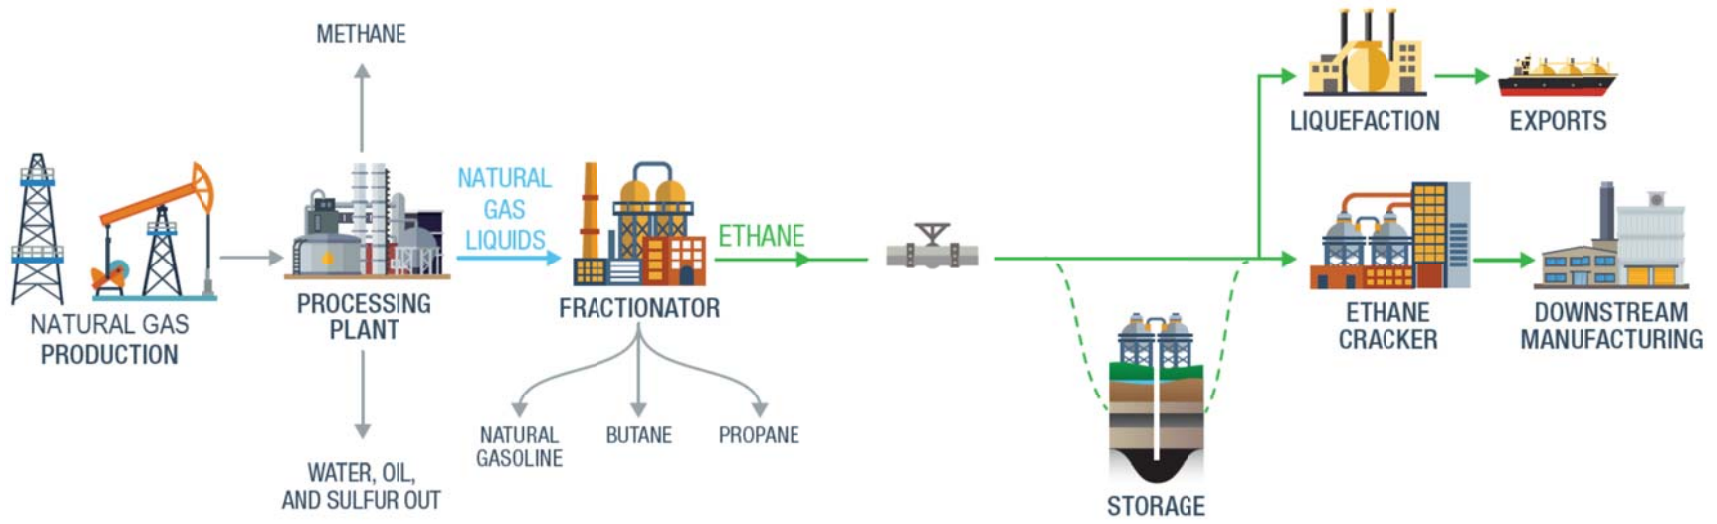 METHANE
NATURAL GAS
PRODUCTION
PROCESSING
PLANT
WATER, OIL,
AND SULFUR OUT
NATURAL
GAS
LIQUIDS
FRACTIONATOR
NATURAL
GASOLINE
BUTANE
PROPANE
ETHANE
STORAGE
LIQUEFACTION
EXPORTS
ETHANE
CRACKER
DOWNSTREAM
MANUFACTURING